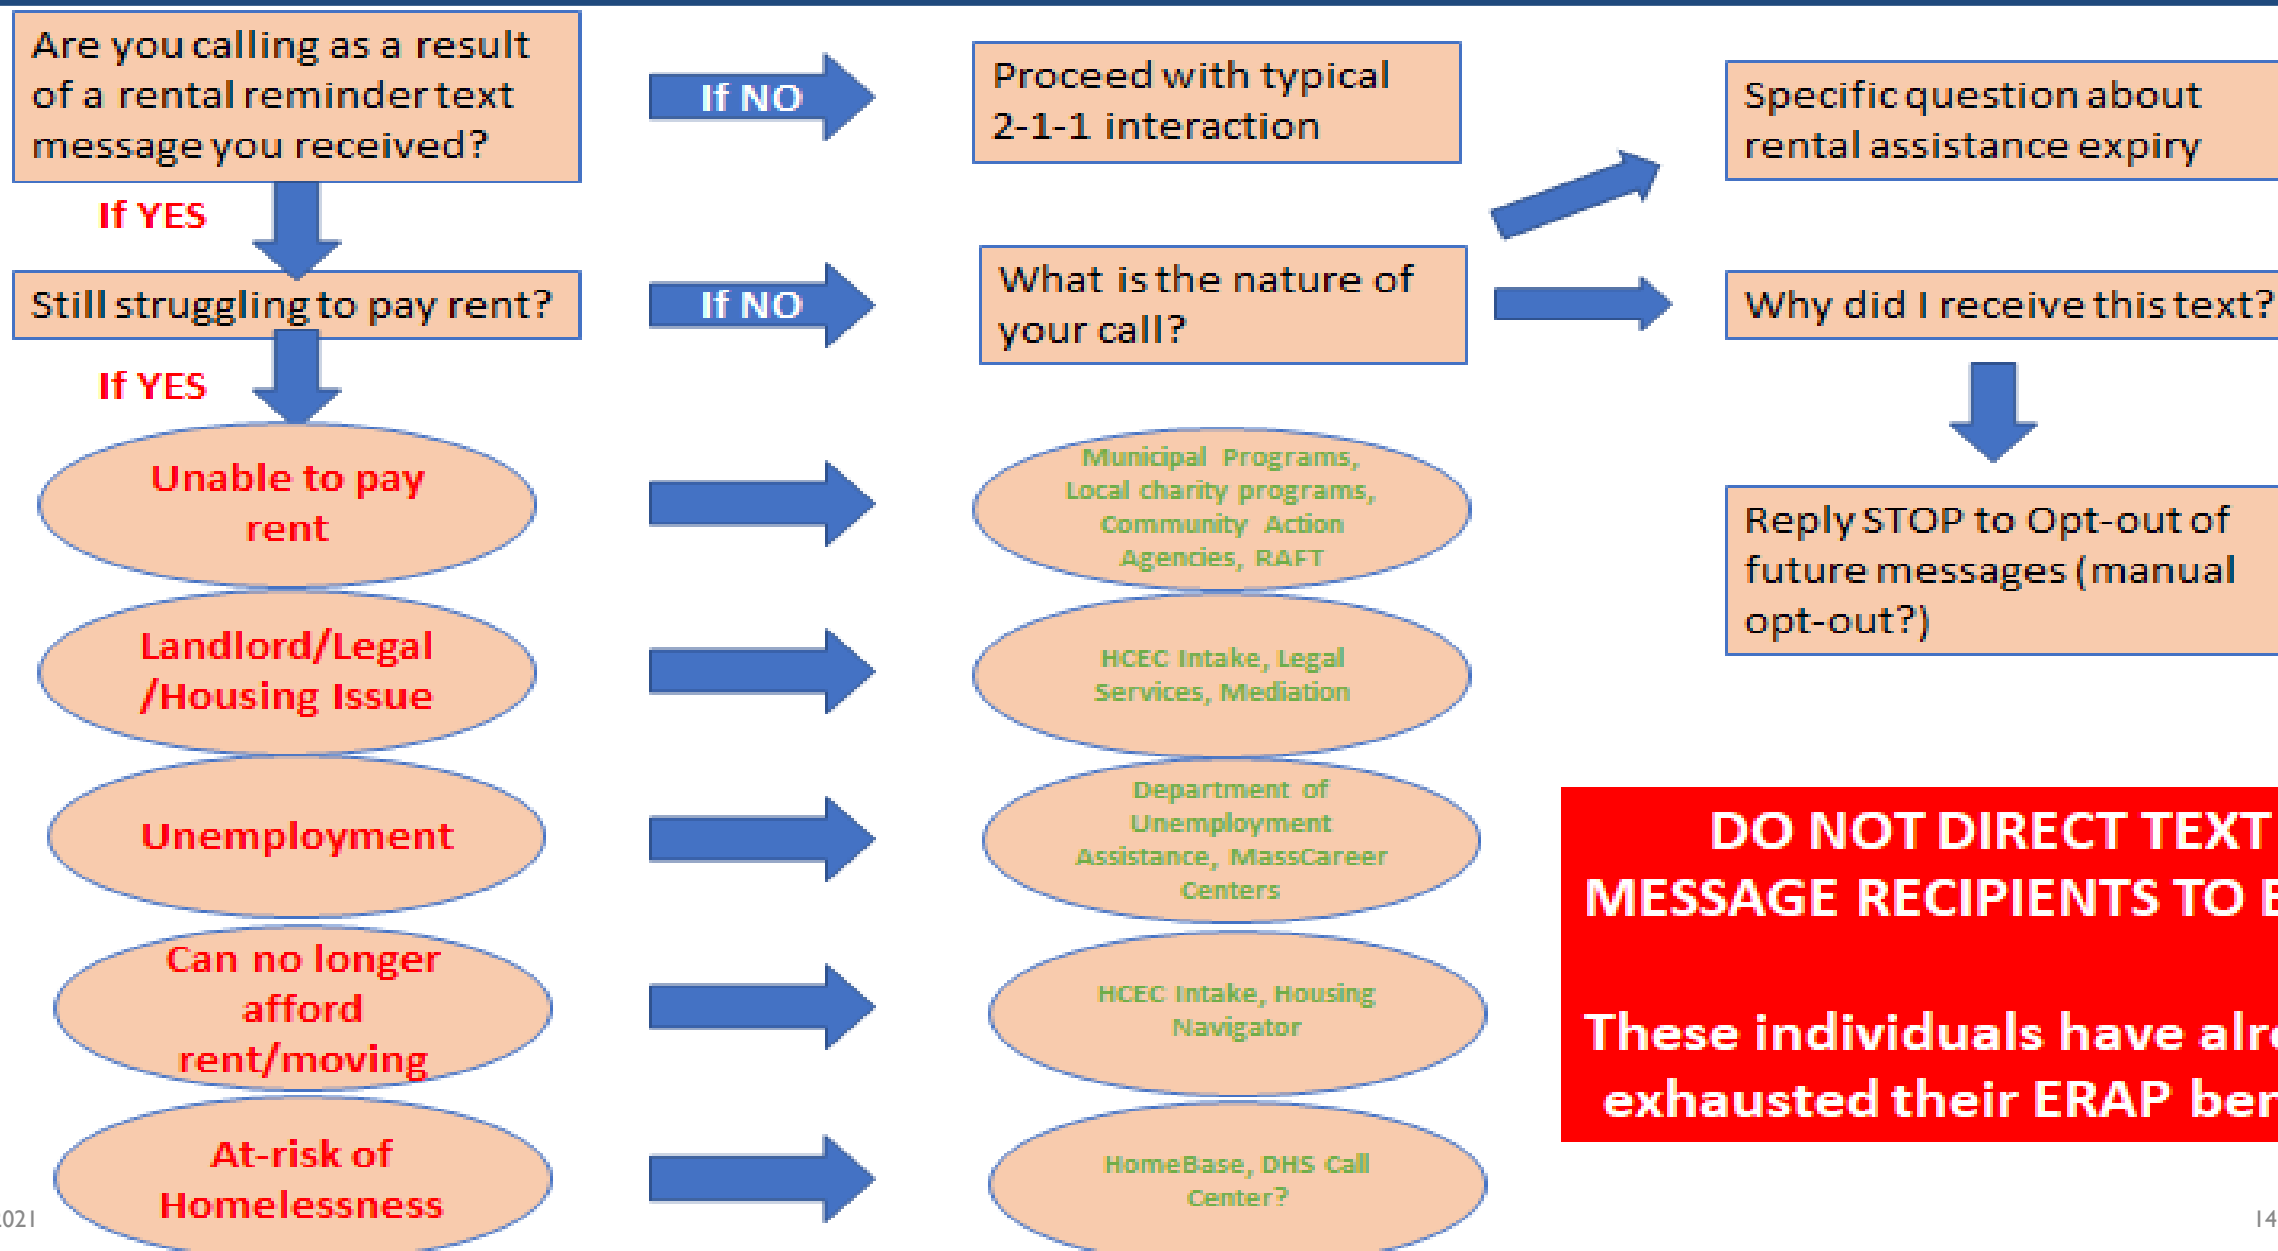 Are you calling as a result
of a rental reminder text
message you received?
If NO
Proceed with typical
2-1-1 interaction
Specific question about
rental assistance expiry
If YES
Still struggling to pay rent?
If NO
What is the nature of
your call?
Why did I receive this text?
If YES
Reply STOP to Opt-out of
future messages (manual
opt-out?)
Unable to pay
rent
Municipal Programs,
Local charity programs,
Community Action
Agencies, RAFT
Landlord/Legal
/Housing Issue
HCEC Intake, Legal
Services, Mediation
Unemployment
Department of
Unemployment
Assistance, MassCareer
Centers
Can no longer
afford
rent/moving
HCEC Intake, Housing
Navigator
At-risk of
Homelessness
HomeBase, DHS Call
Center?
DO NOT DIRECT TEXT
MESSAGE RECIPIENTS TO
These individuals have
exhausted their ERAP
2021
14